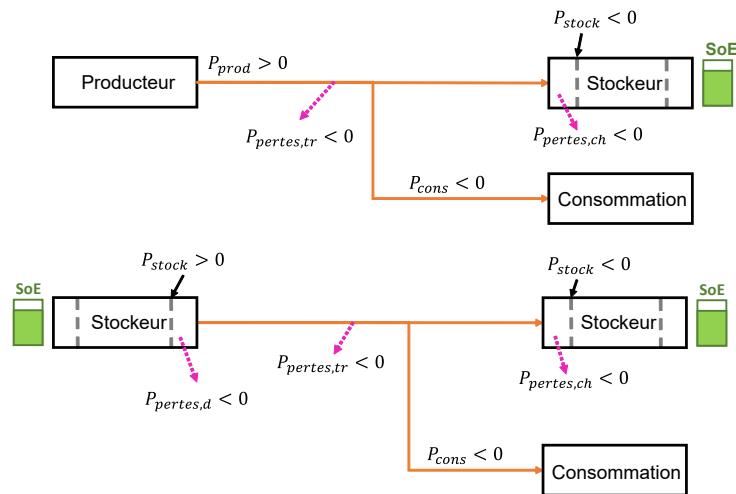 P_stock < 0
SoE
P_prod > 0
Producteur
Stockeur
P_pertes,tr < 0
P_pertes,ch < 0
P_cons < 0
Consommation
P_stock > 0
P_stock < 0
SoE
SoE
Stockeur
Stockeur
P_pertes,tr < 0
P_pertes,ch < 0
P_pertes,d < 0
P_cons < 0
Consommation